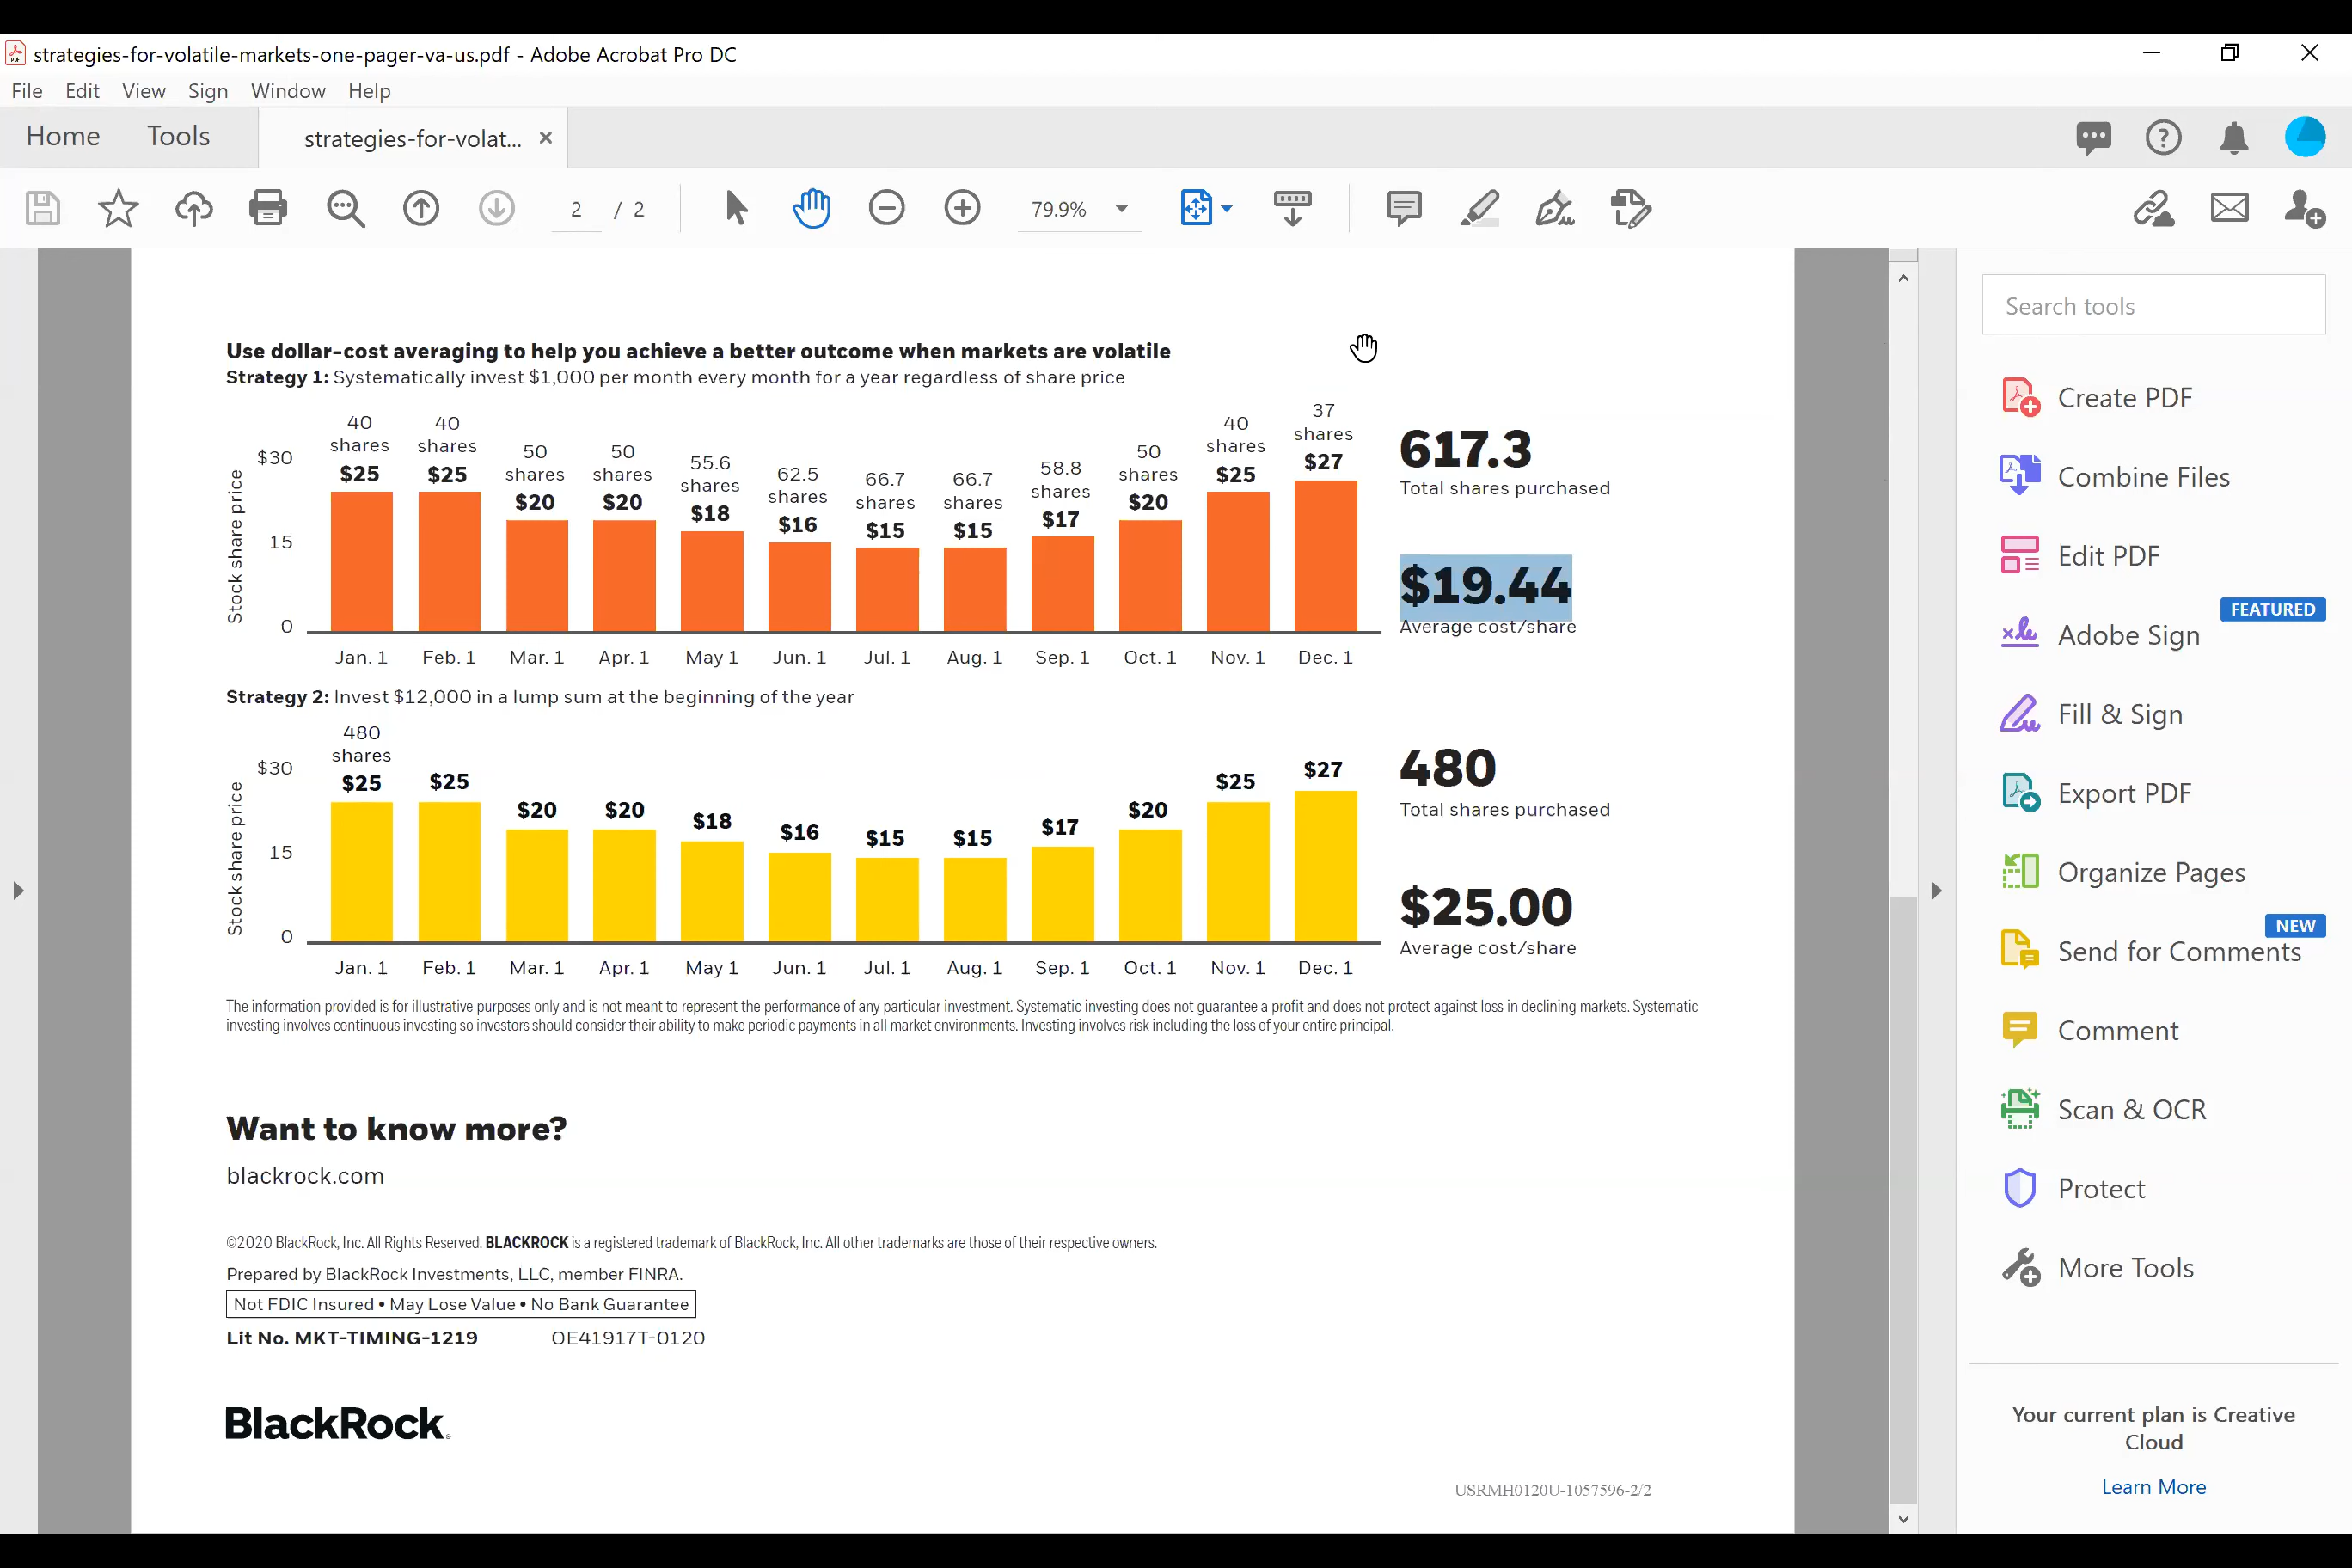 strategies-for-volatile-markets-one-pager-va-us.pdf - Adobe Acrobat Pro DC
File Edit View Sign Window Help
Home Tools strategies-for-volat... ×
2 / 2 79.9%
Search tools
Create PDF
Combine Files
Edit PDF
FEATURED
Adobe Sign
Fill & Sign
Export PDF
Organize Pages
NEW
Send for Comments
Comment
Scan & OCR
Protect
More Tools
Your current plan is Creative
Cloud
Learn More
Use dollar-cost averaging to help you achieve a better outcome when markets are volatile
Strategy 1: Systematically invest $1,000 per month every month for a year regardless of share price
Stock share price
$30
15
0
40 shares $25
40 shares $25
50 shares $20
50 shares $20
55.6 shares $18
62.5 shares $16
66.7 shares $15
66.7 shares $15
58.8 shares $17
50 shares $20
40 shares $25
37 shares $27
Jan. 1 Feb. 1 Mar. 1 Apr. 1 May 1 Jun. 1 Jul. 1 Aug. 1 Sep. 1 Oct. 1 Nov. 1 Dec. 1
617.3
Total shares purchased
$19.44
Average cost/share
Strategy 2: Invest $12,000 in a lump sum at the beginning of the year
Stock share price
$30
15
0
480 shares
$25 $25 $20 $20 $18 $16 $15 $15 $17 $20 $25 $27
Jan. 1 Feb. 1 Mar. 1 Apr. 1 May 1 Jun. 1 Jul. 1 Aug. 1 Sep. 1 Oct. 1 Nov. 1 Dec. 1
480
Total shares purchased
$25.00
Average cost/share
The information provided is for illustrative purposes only and is not meant to represent the performance of any particular investment. Systematic investing does not guarantee a profit and does not protect against loss in declining markets. Systematic
investing involves continuous investing so investors should consider their ability to make periodic payments in all market environments. Investing involves risk including the loss of your entire principal.
Want to know more?
blackrock.com
©2020 BlackRock, Inc. All Rights Reserved. BLACKROCK is a registered trademark of BlackRock, Inc. All other trademarks are those of their respective owners.
Prepared by BlackRock Investments, LLC, member FINRA.
Not FDIC Insured • May Lose Value • No Bank Guarantee
Lit No. MKT-TIMING-1219 OE41917T-0120
BlackRock®
USRMH0120U-1057596-2/2